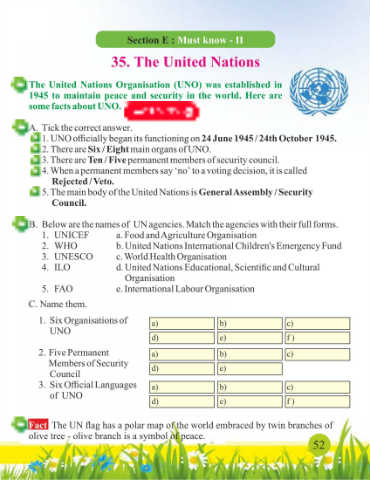 Section E : Must know - II
35. The United Nations
The United Nations Organisation (UNO) was established in
1945 to maintain peace and security in the world. Here are
some facts about UNO.
A. Tick the correct answer.
1. UNO officially began its functioning on 24 June 1945 / 24th October 1945.
2. There are Six / Eight main organs of UNO.
3. There are Ten / Five permanent members of security council.
4. When a permanent members say ‘no’ to a voting decision, it is called
Rejected / Veto.
5. The main body of the United Nations is General Assembly / Security
Council.
B. Below are the names of UN agencies. Match the agencies with their full forms.
1. UNICEF a. Food and Agriculture Organisation
2. WHO b. United Nations International Children's Emergency Fund
3. UNESCO c. World Health Organisation
4. ILO d. United Nations Educational, Scientific and Cultural
Organisation
5. FAO e. International Labour Organisation
C. Name them.
1. Six Organisations of
UNO
a) b) c)
d) e) f )
2. Five Permanent
Members of Security
Council
a) b) c)
d) e)
3. Six Official Languages
of UNO
a) b) c)
d) e) f )
Fact The UN flag has a polar map of the world embraced by twin branches of
olive tree - olive branch is a symbol of peace.
52